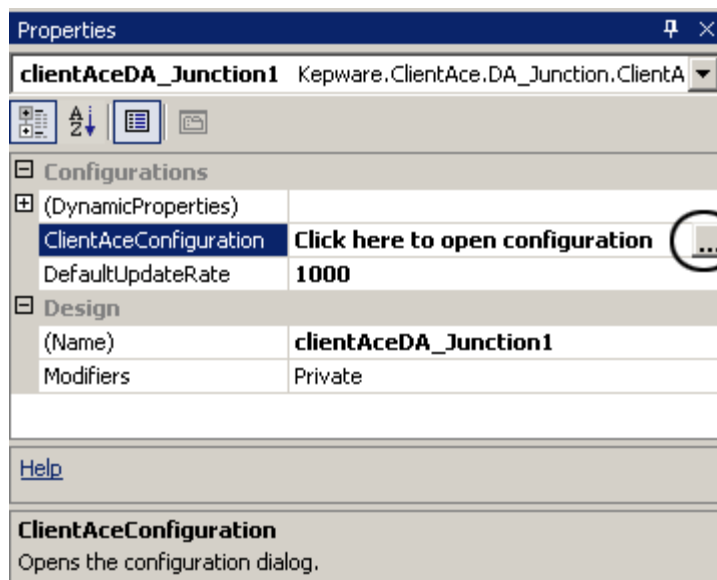 Properties
clientAceDA_Junction1 Kepware.ClientAce.DA_Junction.ClientA
A
Z
Configurations
(DynamicProperties)
ClientAceConfiguration Click here to open configuration ...
DefaultUpdateRate 1000
Design
(Name) clientAceDA_Junction1
Modifiers Private
Help
ClientAceConfiguration
Opens the configuration dialog.